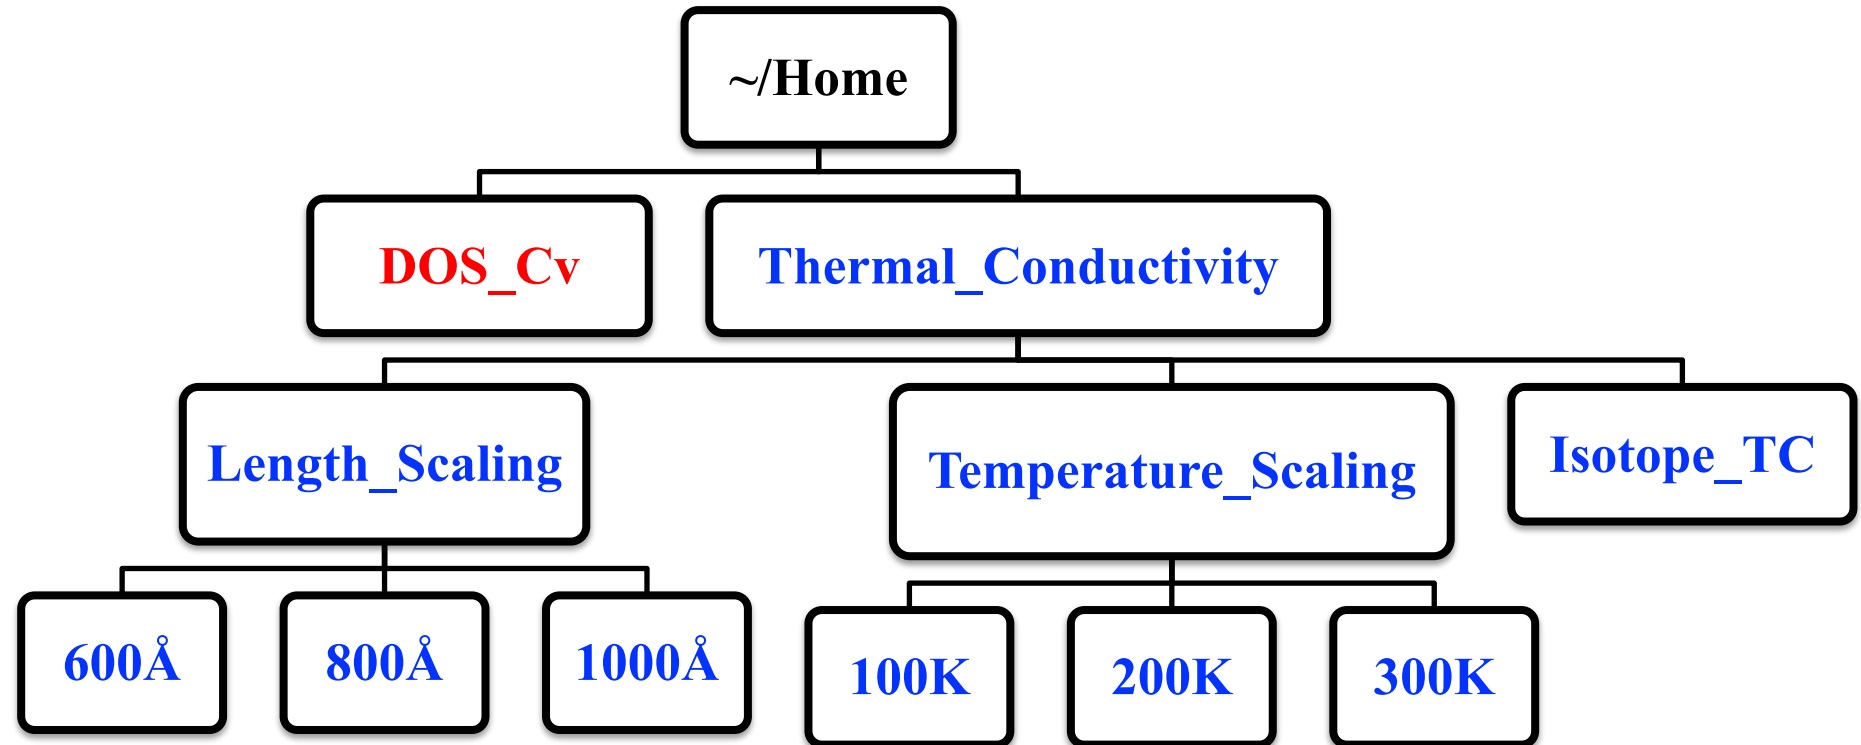 ~/Home
DOS_Cv
Thermal_Conductivity
Length_Scaling
Temperature_Scaling
Isotope_TC
600Å
800Å
1000Å
100K
200K
300K